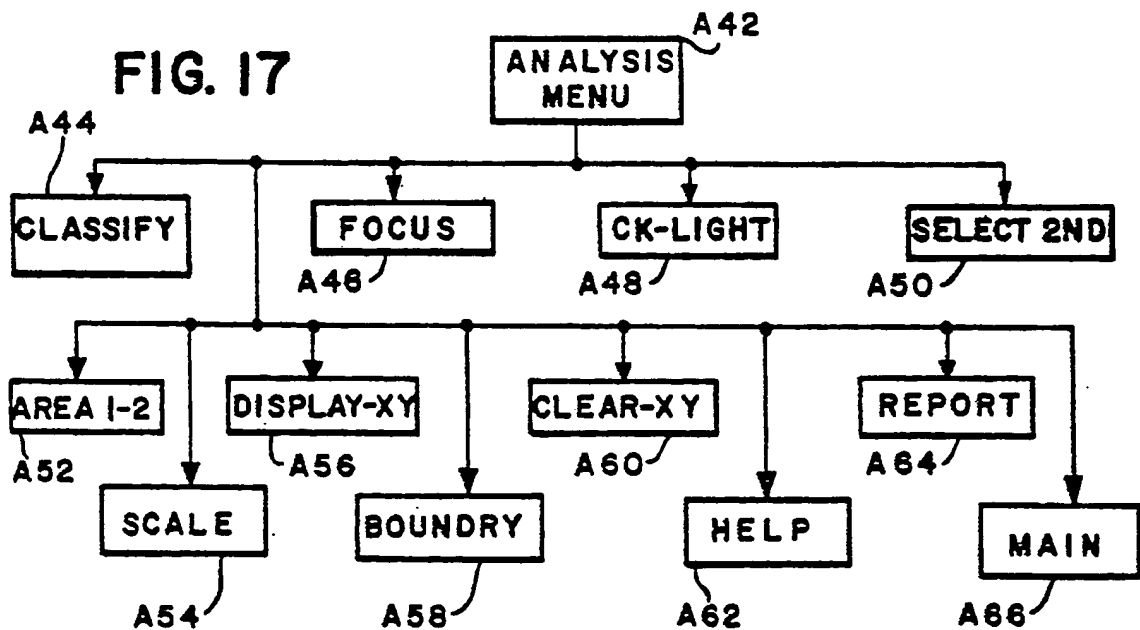 FIG. 17
A42
ANALYSIS
MENU
A44
CLASSIFY
FOCUS
CK-LIGHT
SELECT 2ND
A46
A48
A50
AREA 1-2
DISPLAY-XY
CLEAR-XY
REPORT
A52
A56
A60
A64
SCALE
BOUNDRY
HELP
MAIN
A54
A58
A62
A66